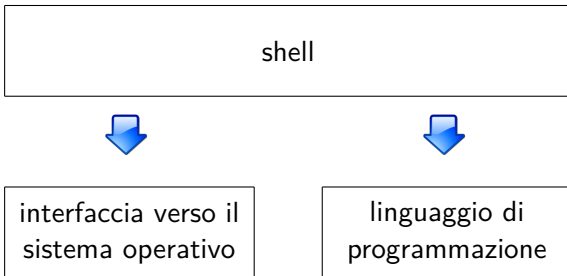 shell
interfaccia verso il
sistema operativo
linguaggio di
programmazione